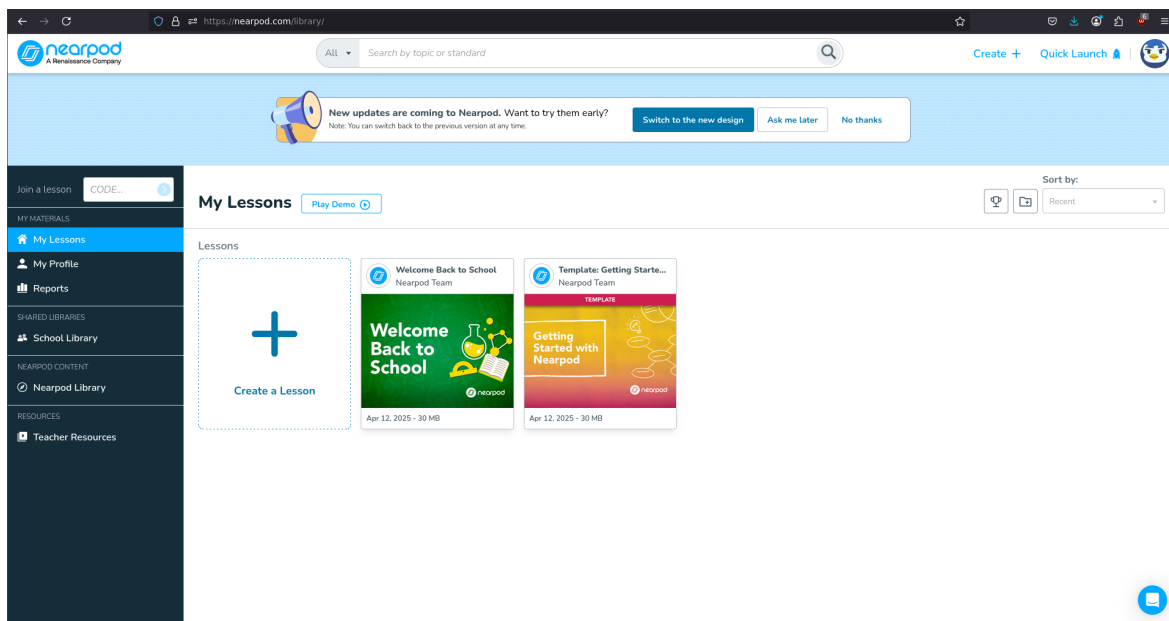 https://nearpod.com/library/
6
nearpod
A Renaissance Company
All
Search by topic or standard
Create +
Quick Launch
New updates are coming to Nearpod. Want to try them early?
Note: You can switch back to the previous version at any time.
Switch to the new design
Ask me later
No thanks
Join a lesson
CODE...
MY MATERIALS
My Lessons
My Profile
Reports
SHARED LIBRARIES
School Library
NEARPOD CONTENT
Nearpod Library
RESOURCES
Teacher Resources
My Lessons
Play Demo
Sort by:
Recent
Lessons
Create a Lesson
Welcome Back to School
Nearpod Team
Welcome
Back to
School
nearpod
Apr 12, 2025 - 30 MB
Template: Getting Starte...
Nearpod Team
TEMPLATE
Getting
Started with
Nearpod
nearpod
Apr 12, 2025 - 30 MB